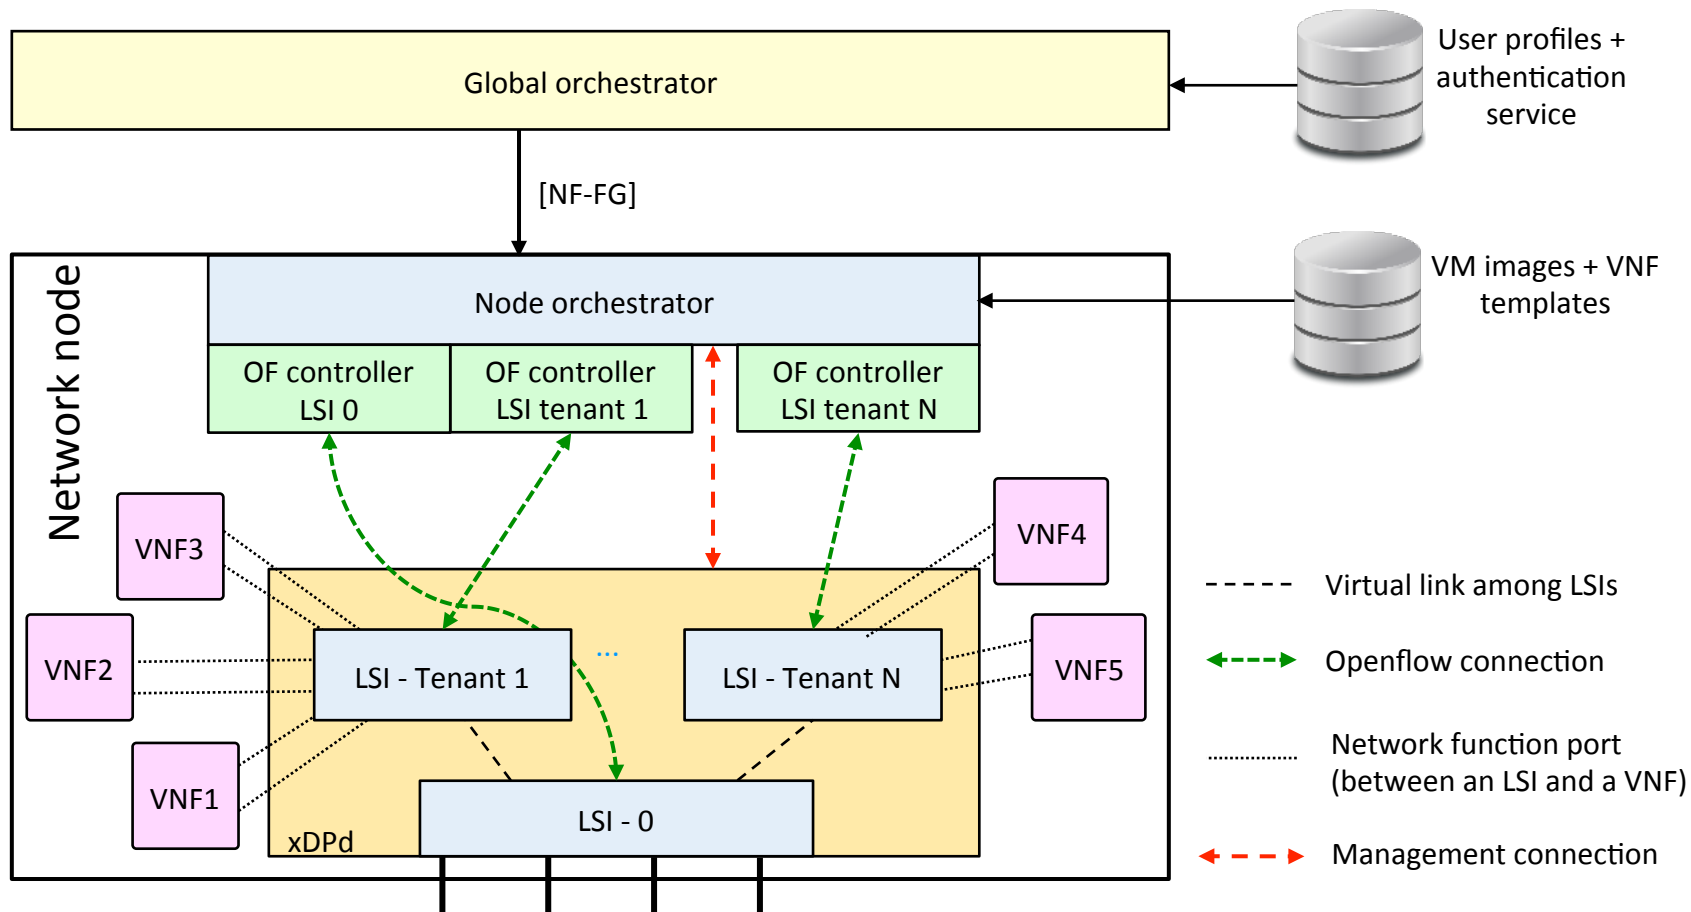 Global orchestrator
User profiles +
authentication
service
[NF-FG]
Network node
Node orchestrator
VM images + VNF
templates
OF controller
LSI 0
OF controller
LSI tenant 1
OF controller
LSI tenant N
VNF3
VNF4
VNF2
LSI - Tenant 1
...
LSI - Tenant N
VNF5
VNF1
LSI - 0
xDPd
Virtual link among LSIs
Openflow connection
Network function port
(between an LSI and a VNF)
Management connection